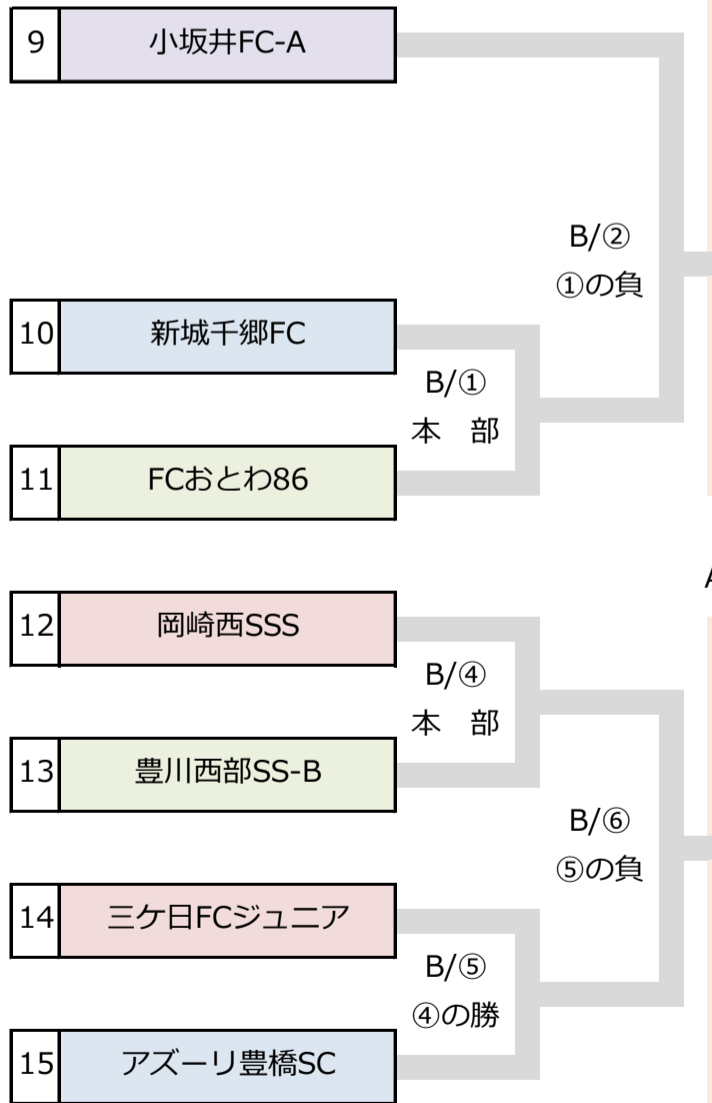 9 小坂井FC-A
B/②
①の負
10 新城千郷FC
B/①
本　部
11 FCおとわ86
12 岡崎西SSS
B/④
本　部
13 豊川西部SS-B
B/⑥
⑤の負
14 三ケ日FCジュニア
B/⑤
④の勝
15 アズーリ豊橋SC